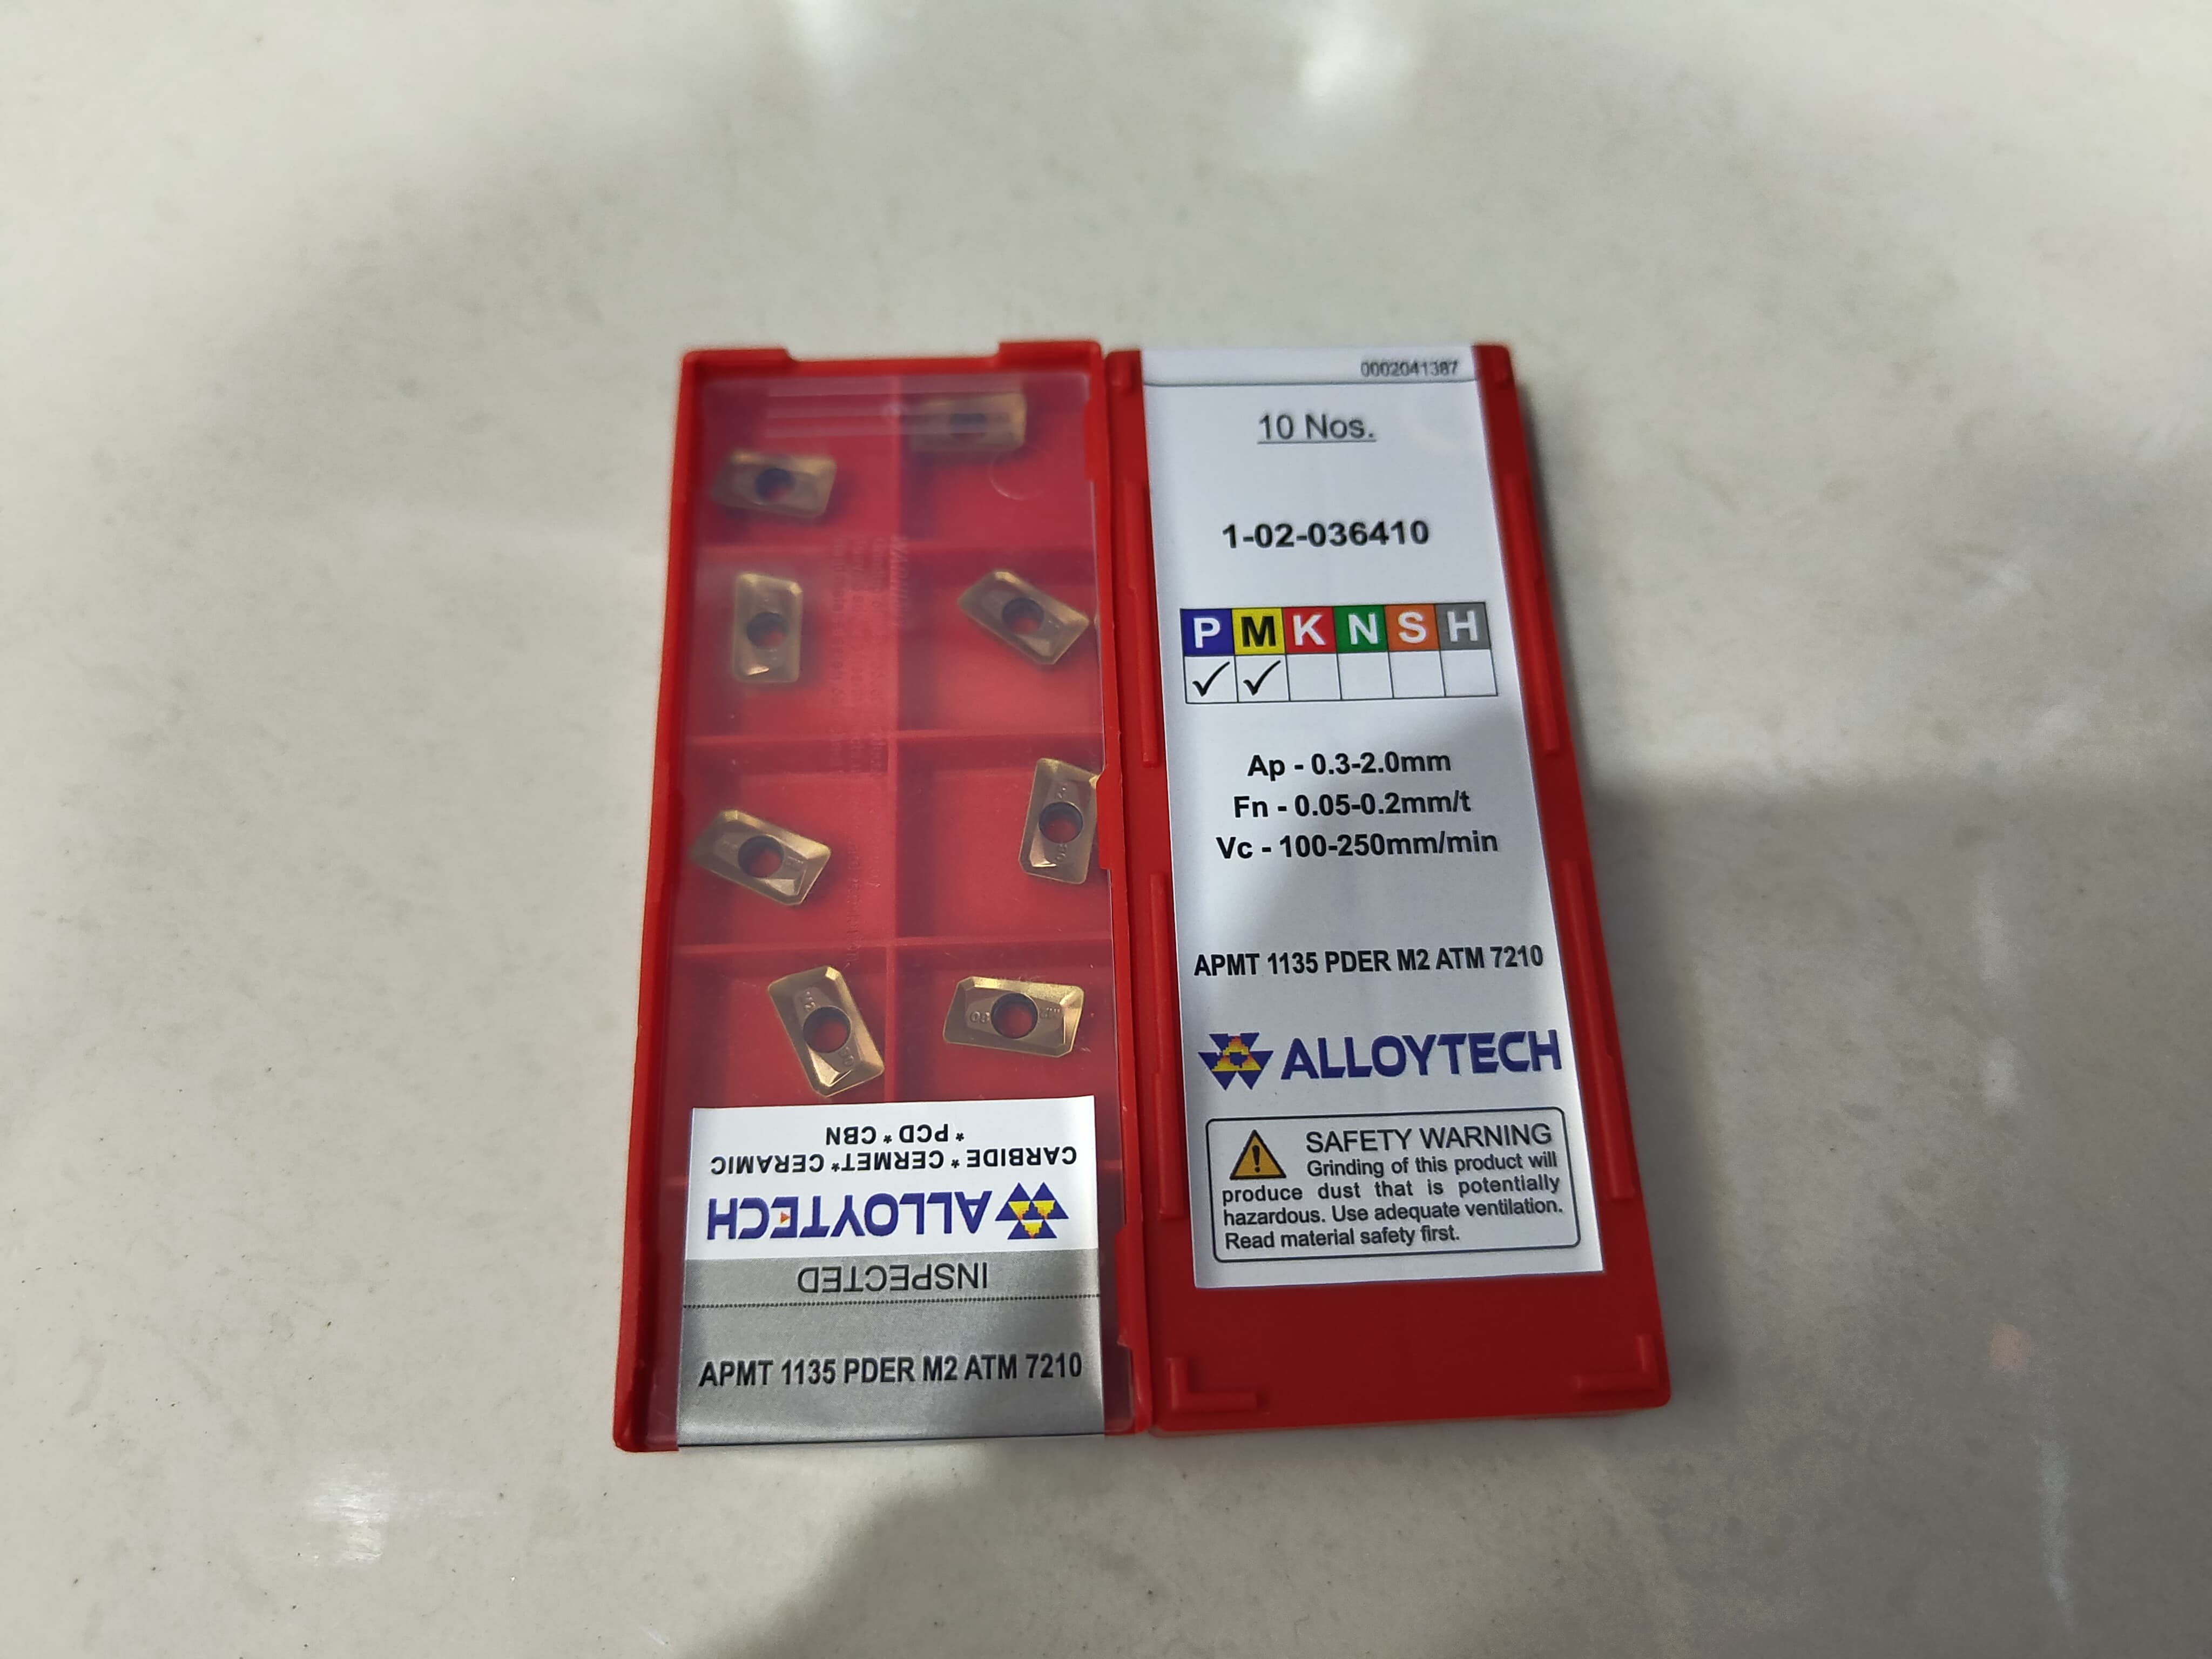 CARBIDE * CERMET * CERAMIC
* PCD * CBN
ALLOYTECH
INSPECTED
APMT 1135 PDER M2 ATM 7210
0002041387
10 Nos.
1-02-036410
P M K N S H
✓ ✓
Ap - 0.3-2.0mm
Fn - 0.05-0.2mm/t
Vc - 100-250mm/min
APMT 1135 PDER M2 ATM 7210
ALLOYTECH
SAFETY WARNING
Grinding of this product will
produce dust that is potentially
hazardous. Use adequate ventilation.
Read material safety first.